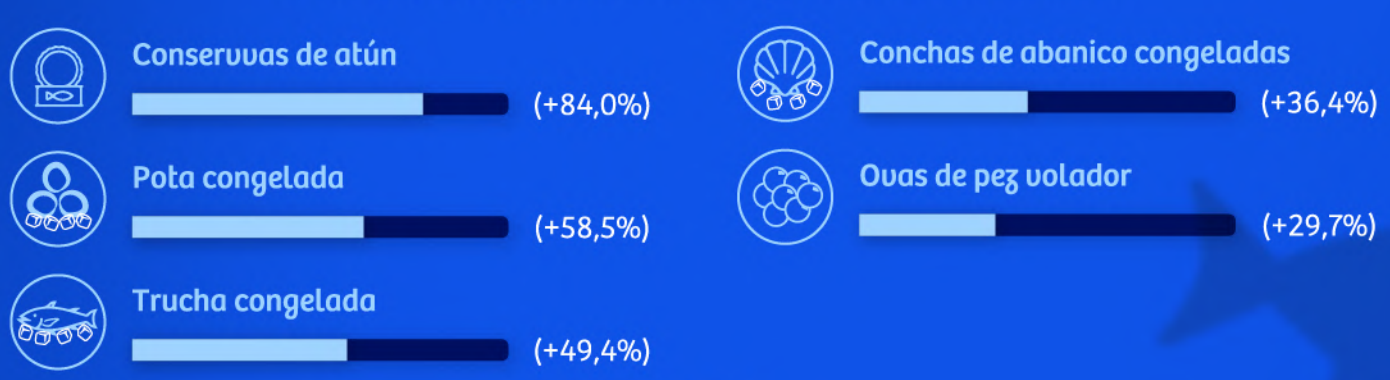 Conservvas de atún
(+84,0%)
Pota congelada
(+58,5%)
Trucha congelada
(+49,4%)
Conchas de abanico congeladas
(+36,4%)
Ovas de pez volador
(+29,7%)